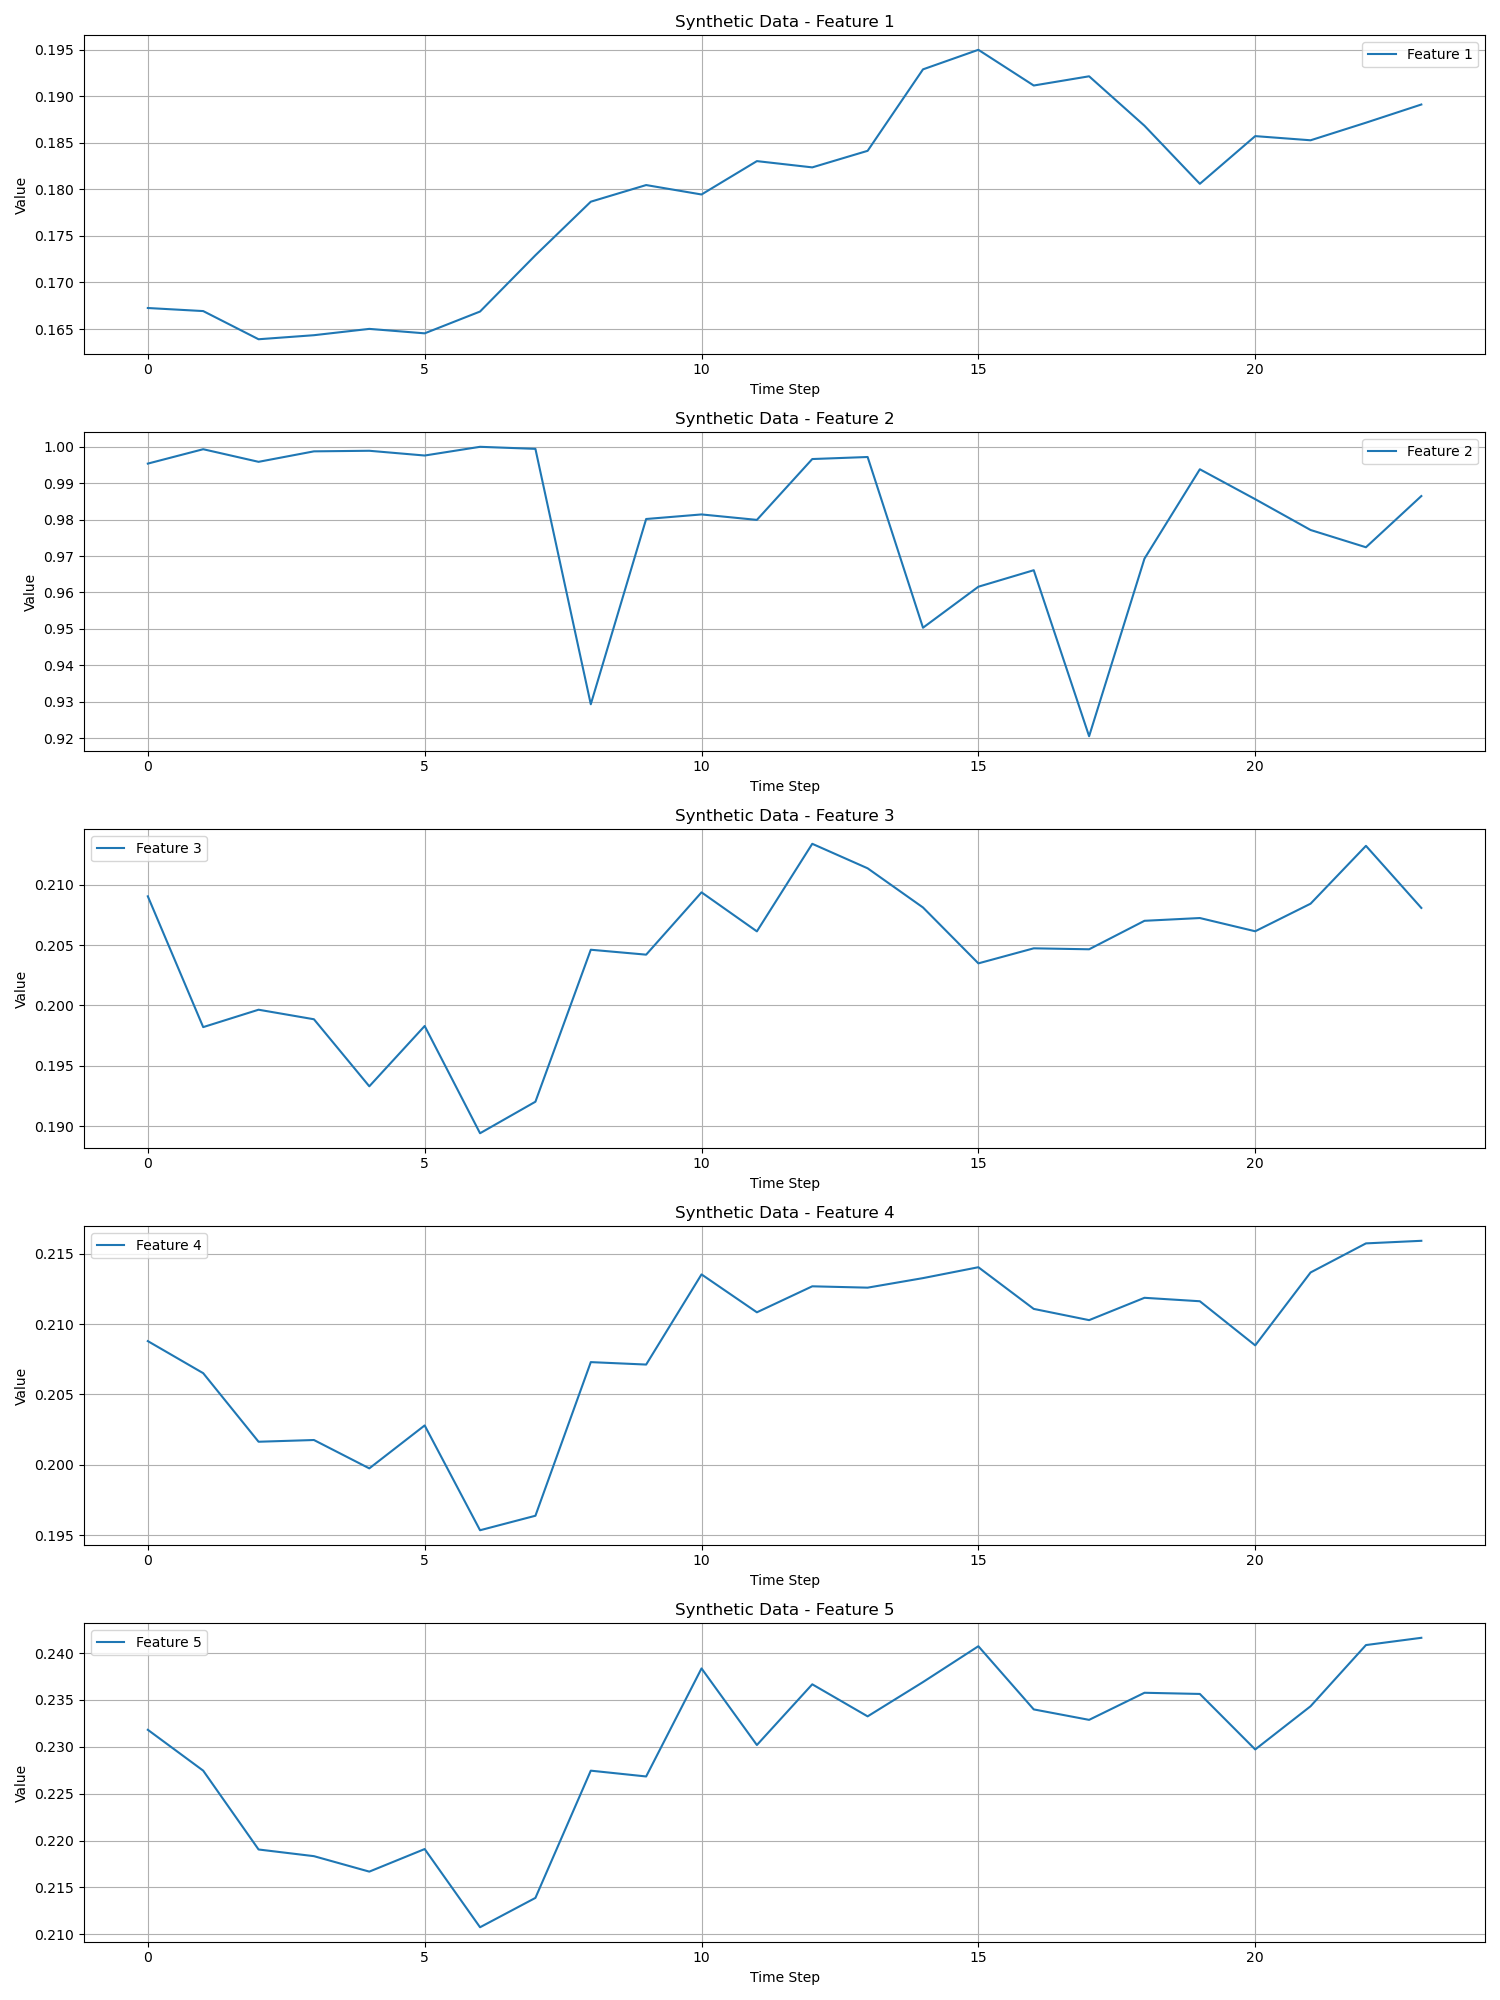 Synthetic Data - Feature 1
Feature 1
Value
0.195
0.190
0.185
0.180
0.175
0.170
0.165
0 5 10 15 20
Time Step
Synthetic Data - Feature 2
Feature 2
Value
1.00
0.99
0.98
0.97
0.96
0.95
0.94
0.93
0.92
0 5 10 15 20
Time Step
Synthetic Data - Feature 3
Feature 3
Value
0.210
0.205
0.200
0.195
0.190
0 5 10 15 20
Time Step
Synthetic Data - Feature 4
Feature 4
Value
0.215
0.210
0.205
0.200
0.195
0 5 10 15 20
Time Step
Synthetic Data - Feature 5
Feature 5
Value
0.240
0.235
0.230
0.225
0.220
0.215
0.210
0 5 10 15 20
Time Step